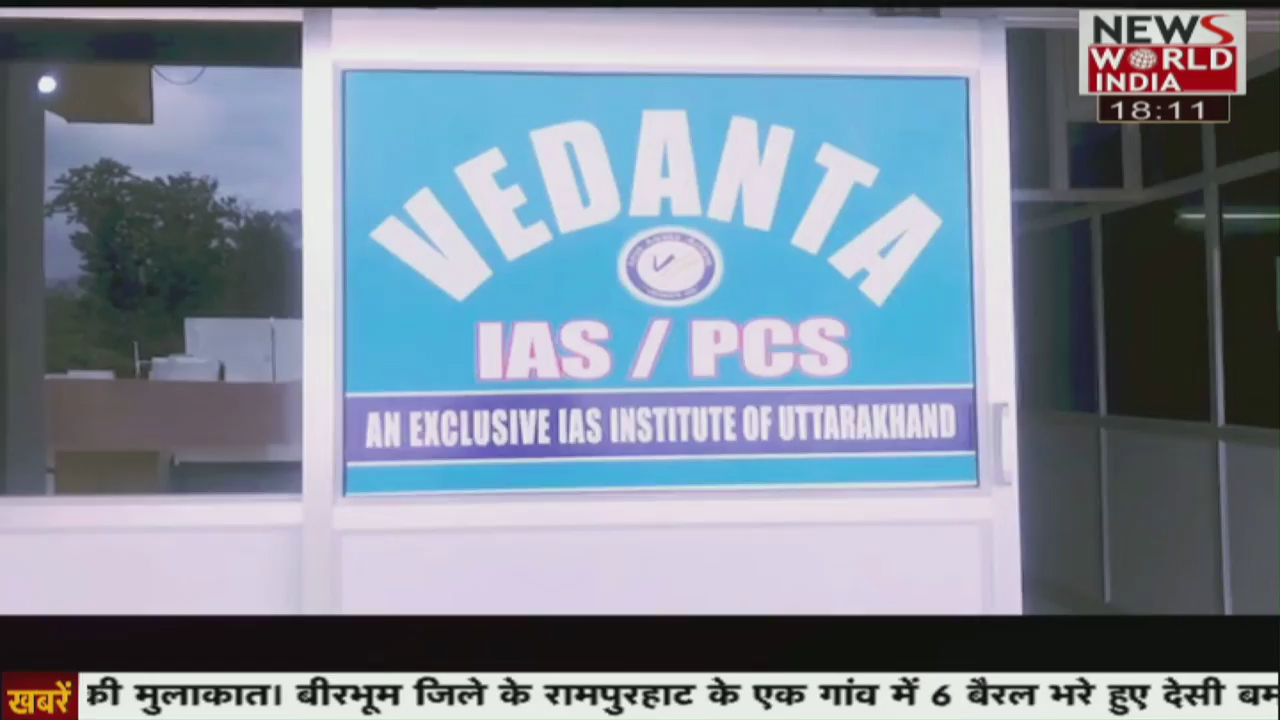 NEWS
WORLD
INDIA
18:11
VEDANTA
IAS / PCS
AN EXCLUSIVE IAS INSTITUTE OF UTTARAKHAND
खबरें
की मुलाकात। बीरभूम जिले के रामपुरहाट के एक गांव में 6 बैरल भरे हुए देसी बम